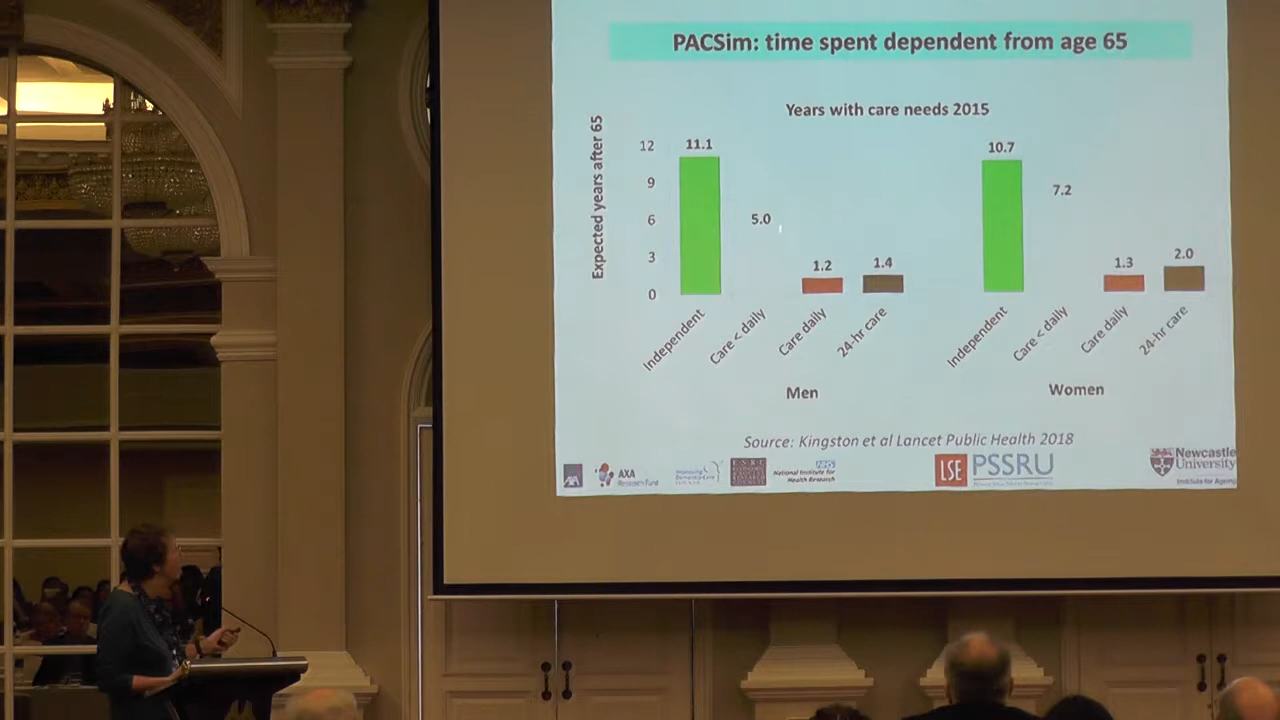 PACSim: time spent dependent from age 65
Years with care needs 2015
Expected years after 65
12
9
6
3
0
11.1
5.0
1.2
1.4
10.7
7.2
1.3
2.0
Independent
Care < daily
Care daily
24-hr care
Independent
Care < daily
Care daily
24-hr care
Men
Women
Source: Kingston et al Lancet Public Health 2018
AXA
Research Fund
E·S·R·C
NHS
National Institute for
Health Research
LSE
PSSRU
Newcastle
University
Institute for Ageing